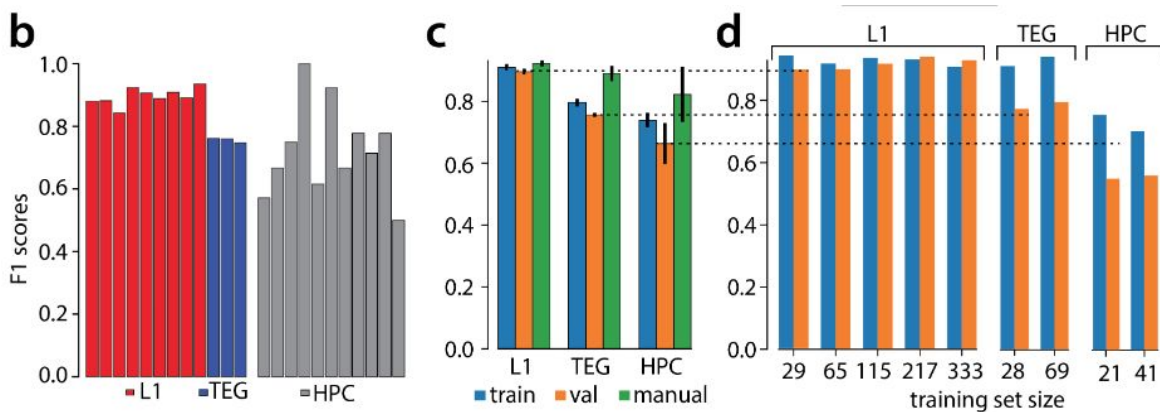 b
F1 scores
1.0
0.8
0.6
0.4
0.2
0.0
L1 TEG HPC
c
0.8
0.6
0.4
0.2
0.0
L1 TEG HPC
train val manual
d
L1 TEG HPC
0.8
0.6
0.4
0.2
0.0
29 65 115 217 333 28 69 21 41
training set size